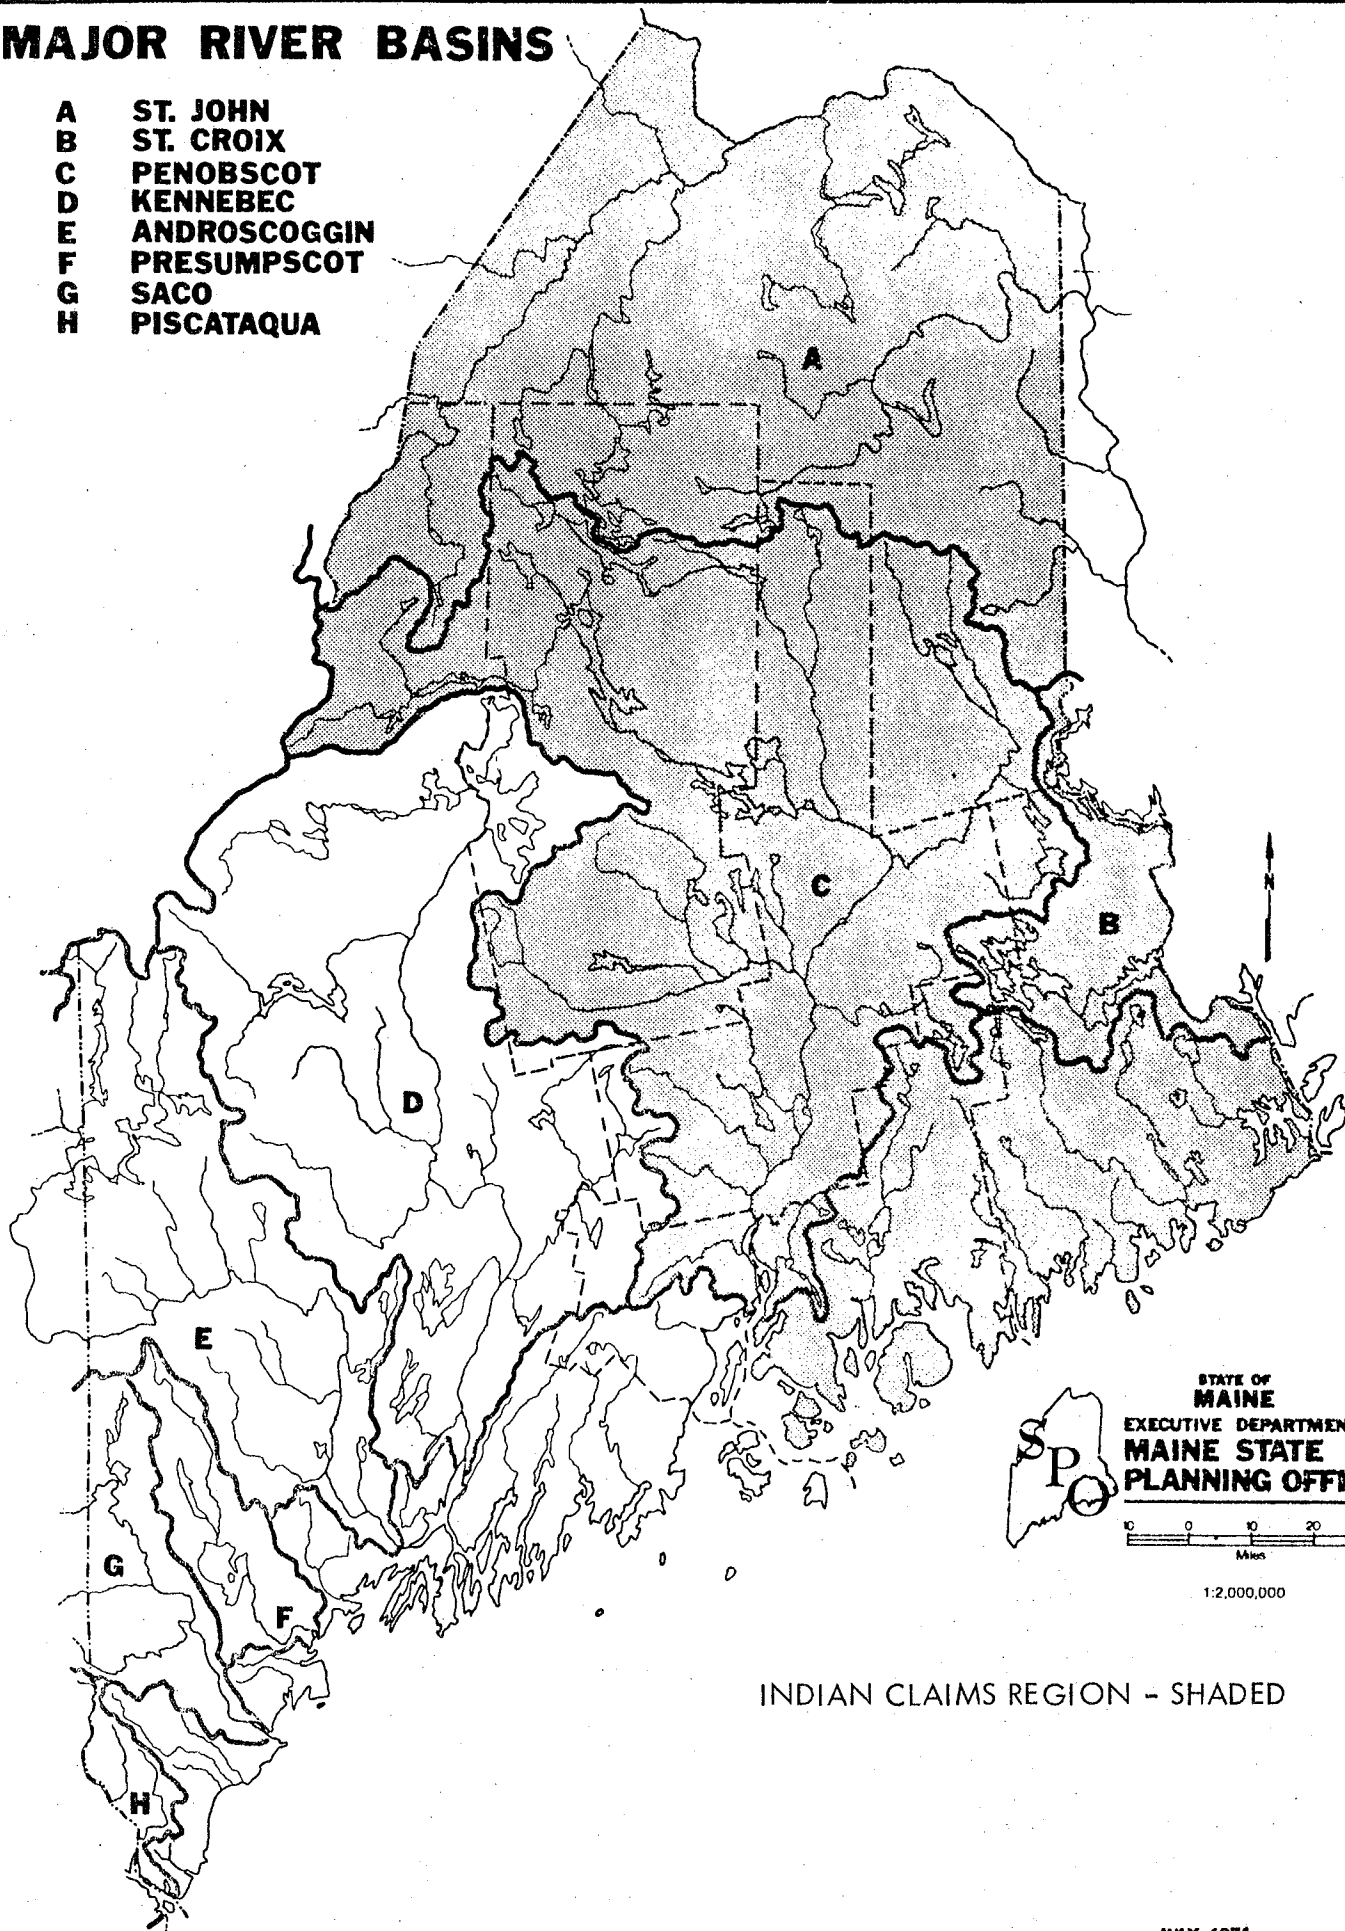 MAJOR RIVER BASINS
A ST. JOHN
B ST. CROIX
C PENOBSCOT
D KENNEBEC
E ANDROSCOGGIN
F PRESUMPSCOT
G SACO
H PISCATAQUA
A
C
B
N
D
E
STATE OF
MAINE
EXECUTIVE DEPARTMEN
MAINE STATE
PLANNING OFFI
SPO
10 0 10 20
Miles
1:2,000,000
G
F
INDIAN CLAIMS REGION - SHADED
H